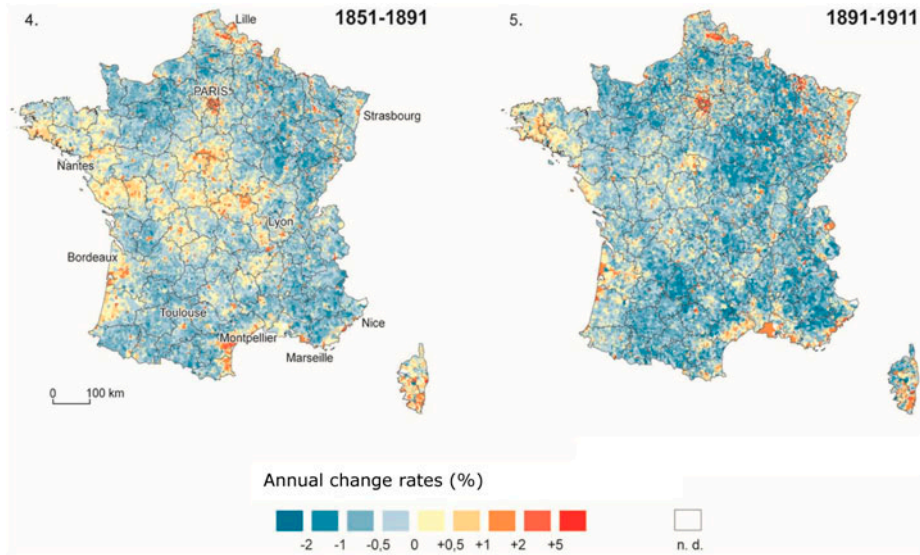 4.
1851-1891
Lille
PARIS
Strasbourg
Nantes
Lyon
Bordeaux
Toulouse
Nice
Montpellier
Marseille
0 100 km
5.
1891-1911
Annual change rates (%)
-2 -1 -0,5 0 +0,5 +1 +2 +5 n. d.